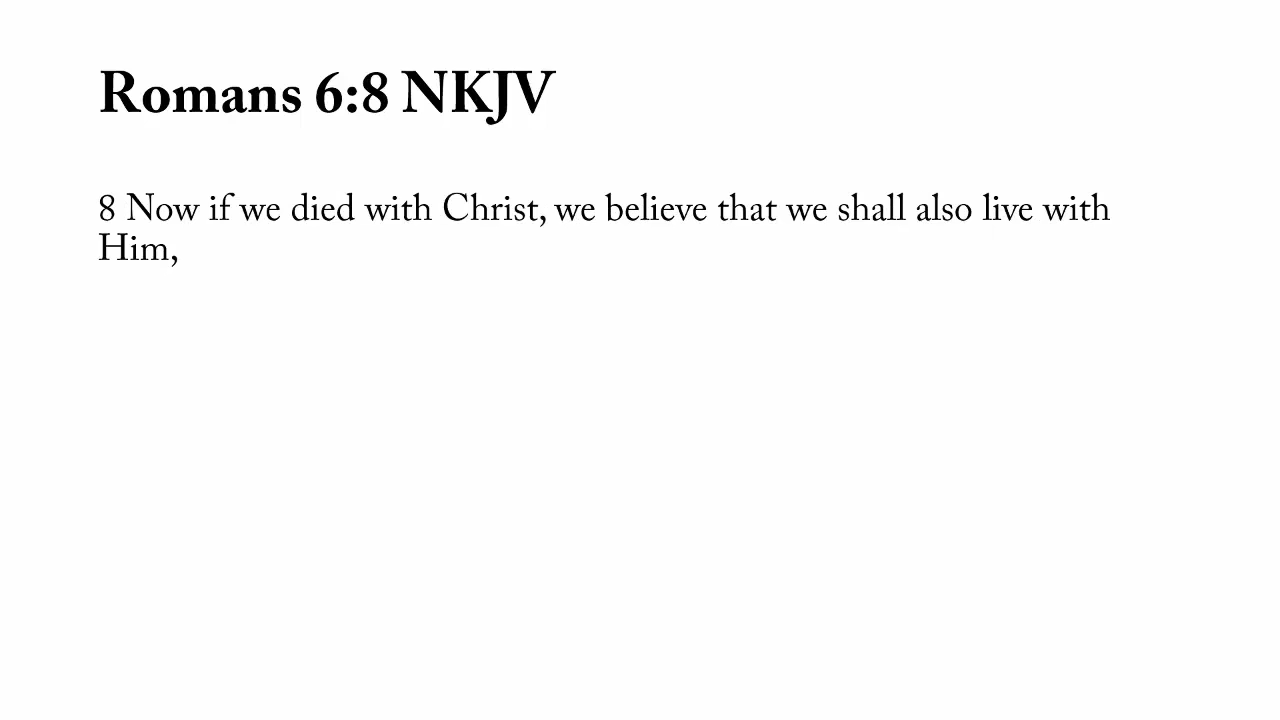 Romans 6:8 NKJV
8 Now if we died with Christ, we believe that we shall also live with
Him,